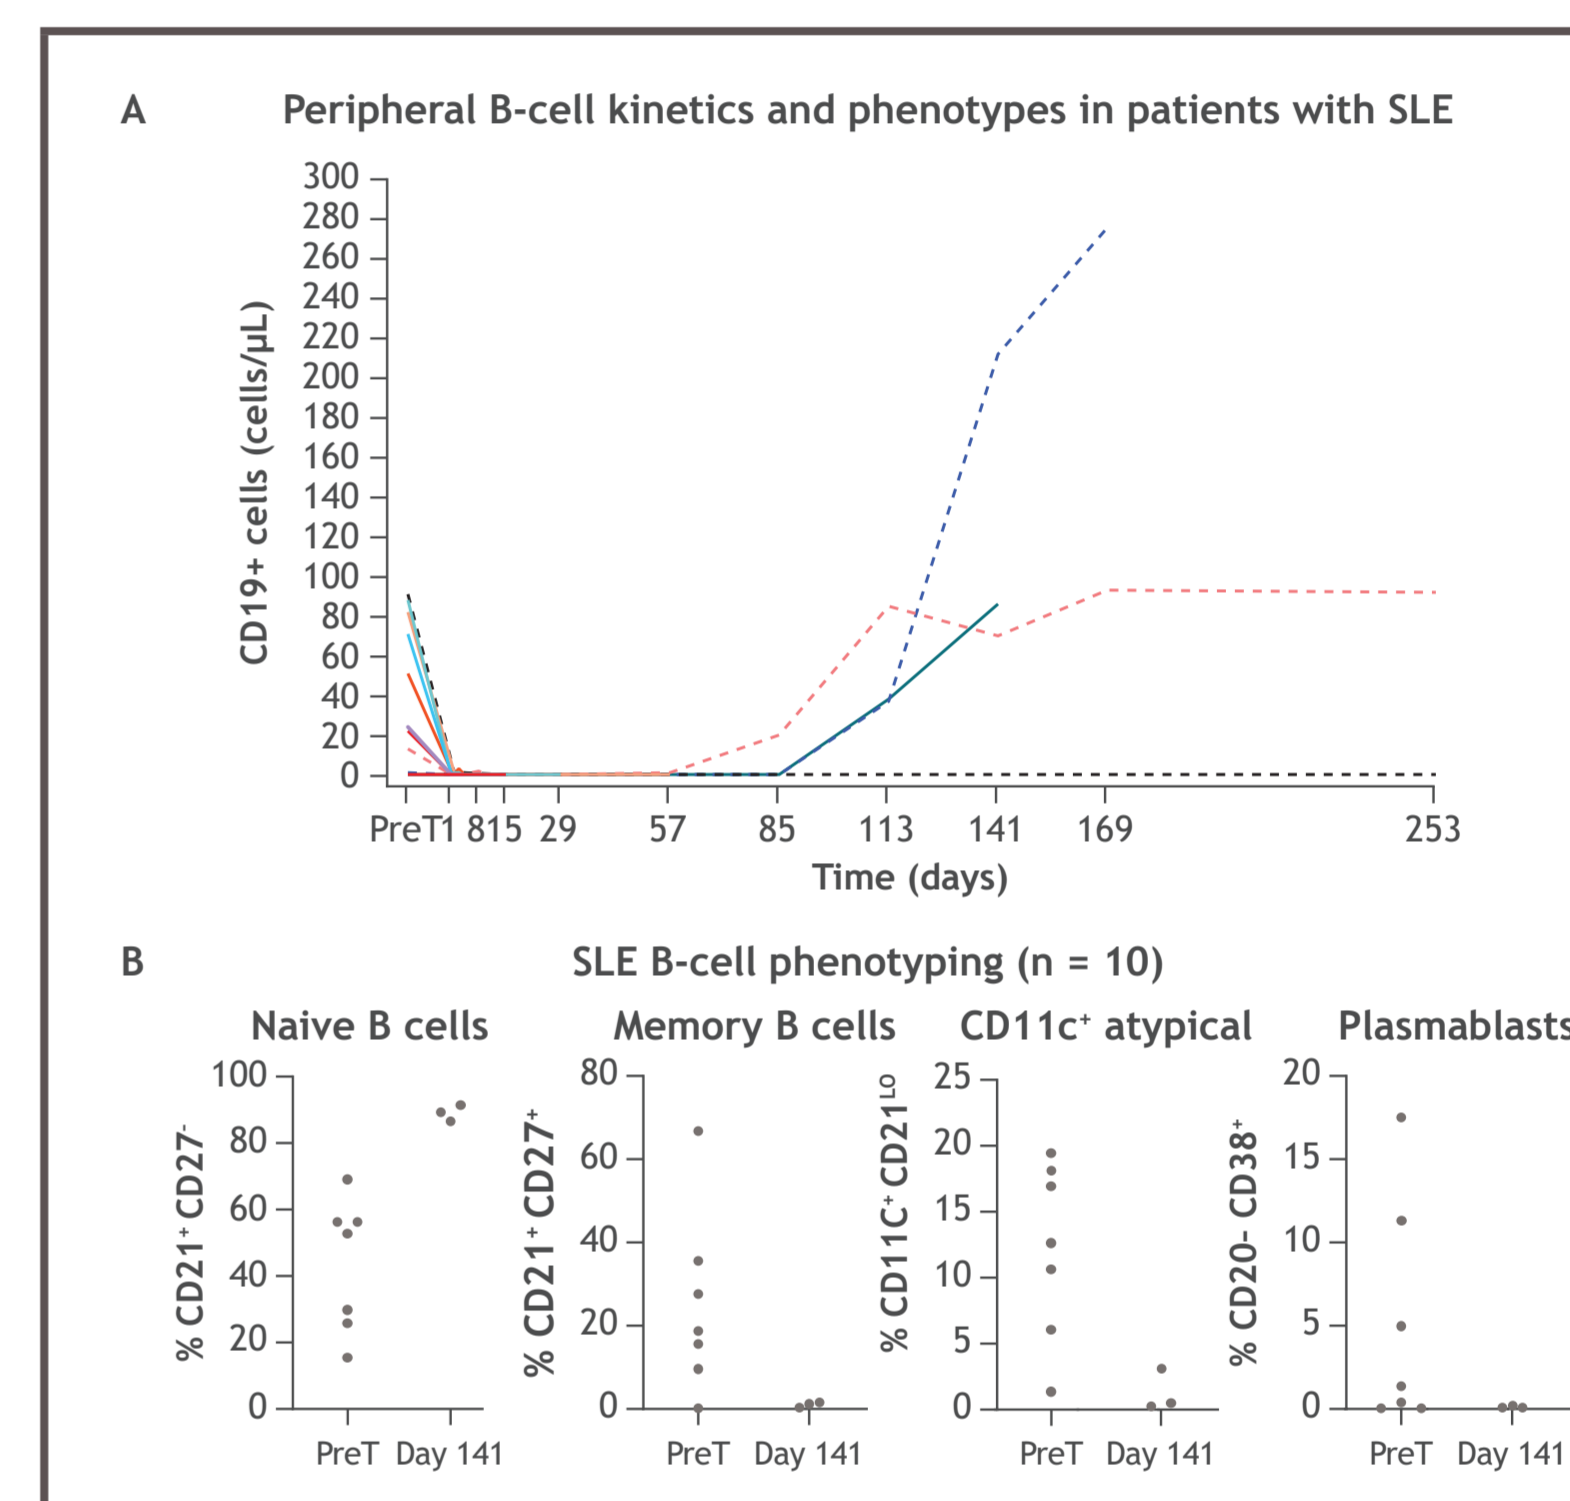 A
Peripheral B-cell kinetics and phenotypes in patients with SLE
CD19+ cells (cells/µL)
300
280
260
240
220
200
180
160
140
120
100
80
60
40
20
0
PreT1 815 29 57 85 113 141 169 253
Time (days)
B
SLE B-cell phenotyping (n = 10)
Naive B cells
% CD21⁺ CD27⁻
100
80
60
40
20
0
PreT Day 141
Memory B cells
% CD21⁺ CD27⁺
80
60
40
20
0
PreT Day 141
CD11c⁺ atypical
% CD11C⁺ CD21ᴸᴼ
25
20
15
10
5
0
PreT Day 141
Plasmablasts
% CD20- CD38⁺
20
15
10
5
0
PreT Day 141